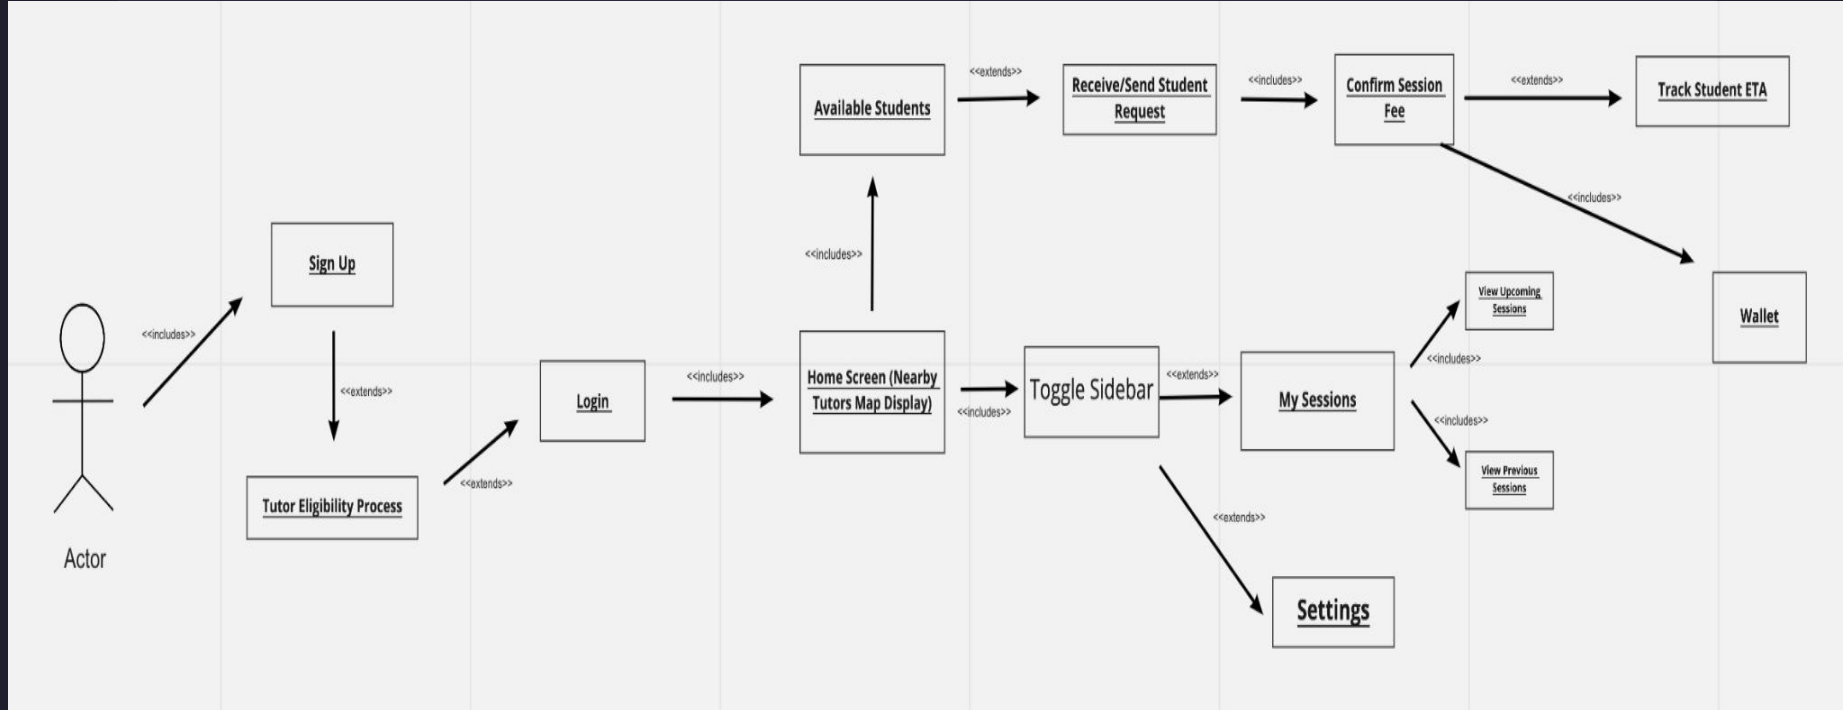 Available Students
<<extends>>
Receive/Send Student
Request
<<includes>>
Confirm Session
Fee
<<extends>>
Track Student ETA
<<includes>>
Wallet
<<includes>>
Sign Up
<<includes>>
<<extends>>
Actor
Tutor Eligibility Process
<<extends>>
Login
<<includes>>
Home Screen (Nearby
Tutors Map Display)
<<includes>>
Toggle Sidebar
<<extends>>
My Sessions
<<includes>>
View Upcoming
Sessions
<<includes>>
View Previous
Sessions
<<extends>>
Settings